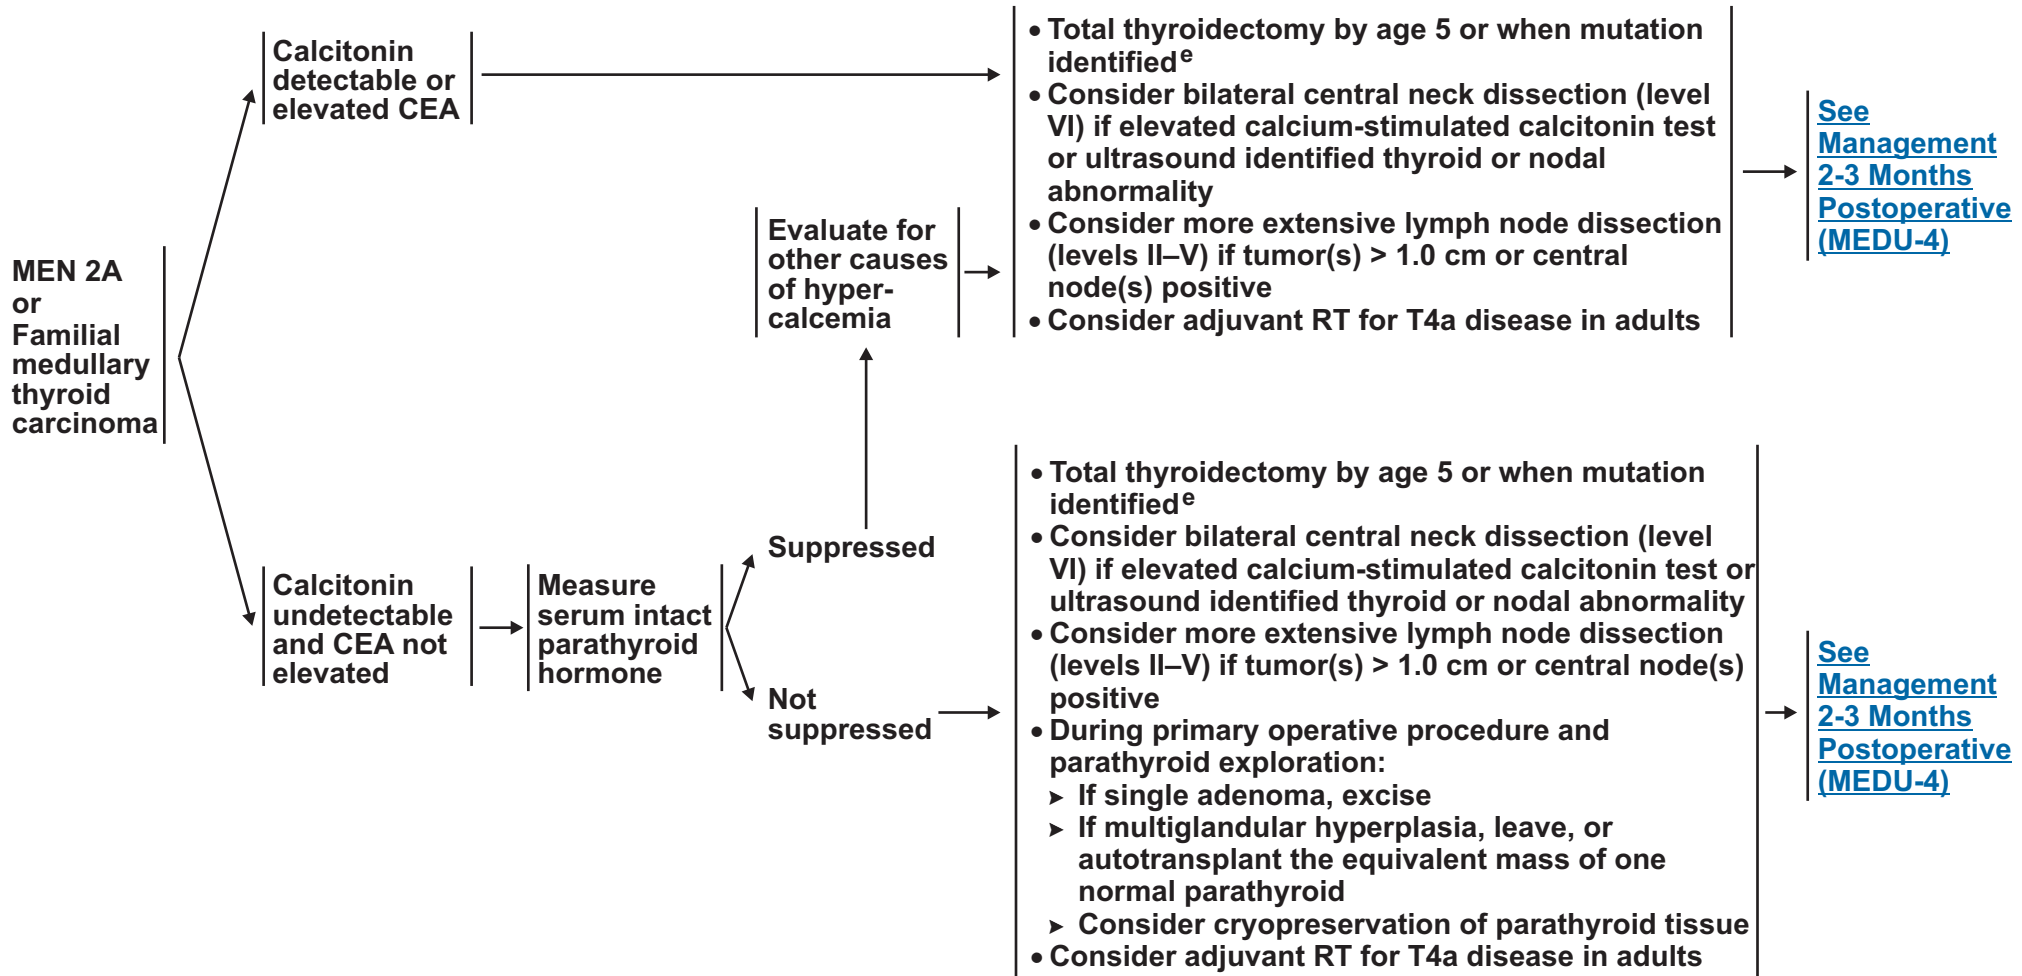 MEN 2A
or
Familial
medullary
thyroid
carcinoma
Calcitonin
detectable or
elevated CEA
Calcitonin
undetectable
and CEA not
elevated
Measure
serum intact
parathyroid
hormone
Suppressed
Not
suppressed
Evaluate for
other causes
of hyper-
calcemia
• Total thyroidectomy by age 5 or when mutation
identifiedᵉ
• Consider bilateral central neck dissection (level
VI) if elevated calcium-stimulated calcitonin test
or ultrasound identified thyroid or nodal
abnormality
• Consider more extensive lymph node dissection
(levels II–V) if tumor(s) > 1.0 cm or central
node(s) positive
• Consider adjuvant RT for T4a disease in adults
See
Management
2-3 Months
Postoperative
(MEDU-4)
• Total thyroidectomy by age 5 or when mutation
identifiedᵉ
• Consider bilateral central neck dissection (level
VI) if elevated calcium-stimulated calcitonin test or
ultrasound identified thyroid or nodal abnormality
• Consider more extensive lymph node dissection
(levels II–V) if tumor(s) > 1.0 cm or central node(s)
positive
• During primary operative procedure and
parathyroid exploration:
➤ If single adenoma, excise
➤ If multiglandular hyperplasia, leave, or
autotransplant the equivalent mass of one
normal parathyroid
➤ Consider cryopreservation of parathyroid tissue
• Consider adjuvant RT for T4a disease in adults
See
Management
2-3 Months
Postoperative
(MEDU-4)